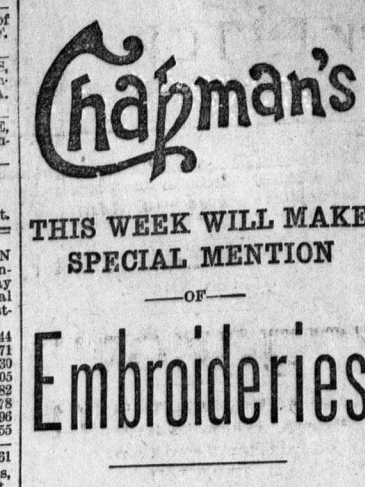 Chapman's
THIS WEEK WILL MAKE
SPECIAL MENTION
OF
Embroideries